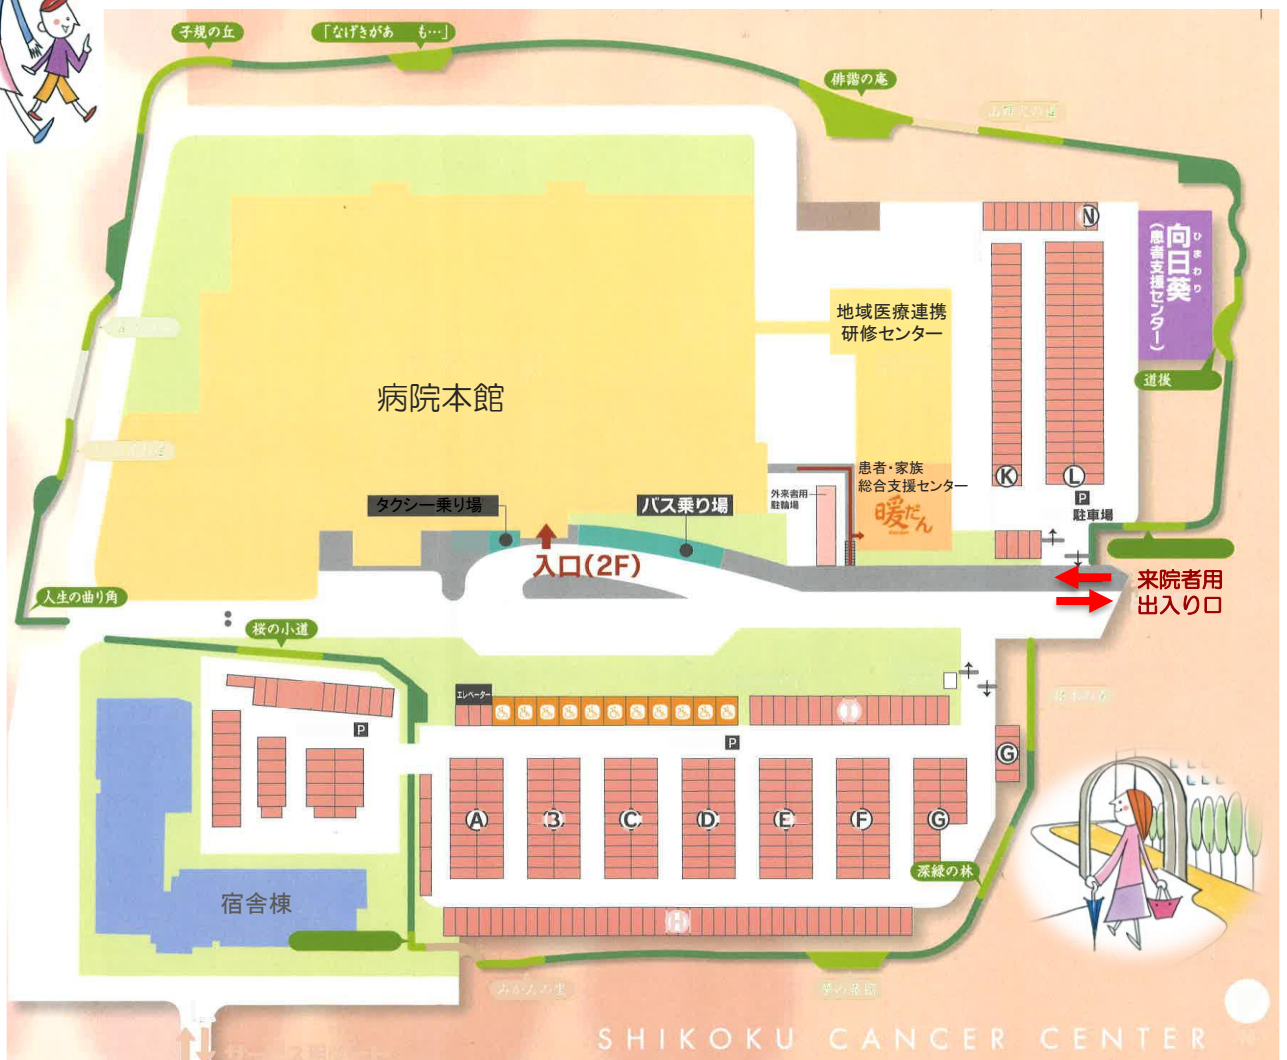 子規の丘
「なげきがあ も…」
俳諧の庵
N
向日葵
ひまわり
（患者支援センター）
地域医療連携
研修センター
道後
病院本館
患者・家族
総合支援センター
暖だん
外来者用
駐輪場
K
L
P
駐車場
タクシー乗り場
バス乗り場
入口（2F）
来院者用
出入り口
人生の曲り角
桜の小道
エレベーター
P
P
I
G
A
B
C
D
E
F
G
深緑の林
宿舎棟
H
みかんの里
SHIKOKU CANCER CENTER